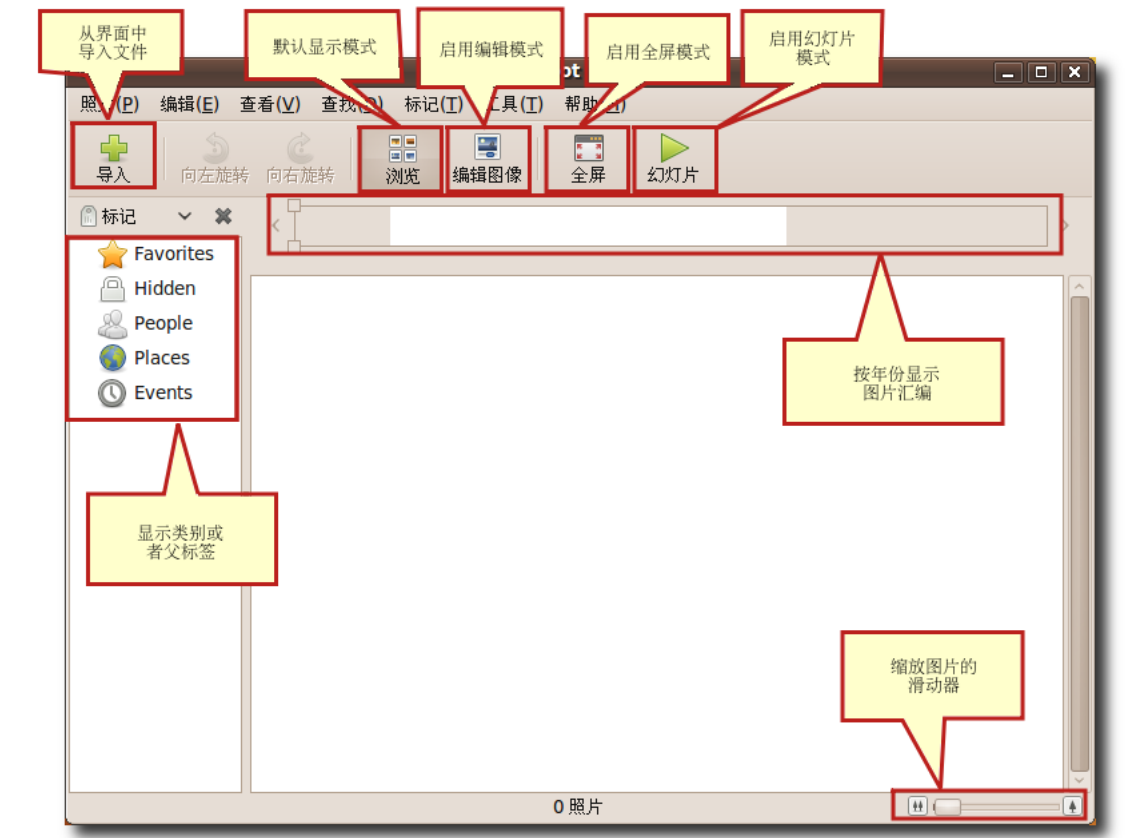 从界面中
导入文件
默认显示模式
启用编辑模式
启用全屏模式
启用幻灯片
模式
pt
(P) 编辑(E) 查看(V) 标记(T) 工具(T)
导入
向左旋转
向右旋转
浏览
编辑图像
全屏
幻灯片
标记
Favorites
Hidden
People
Places
Events
按年份显示
图片汇编
显示类别或
者父标签
缩放图片的
滑动器
0 照片